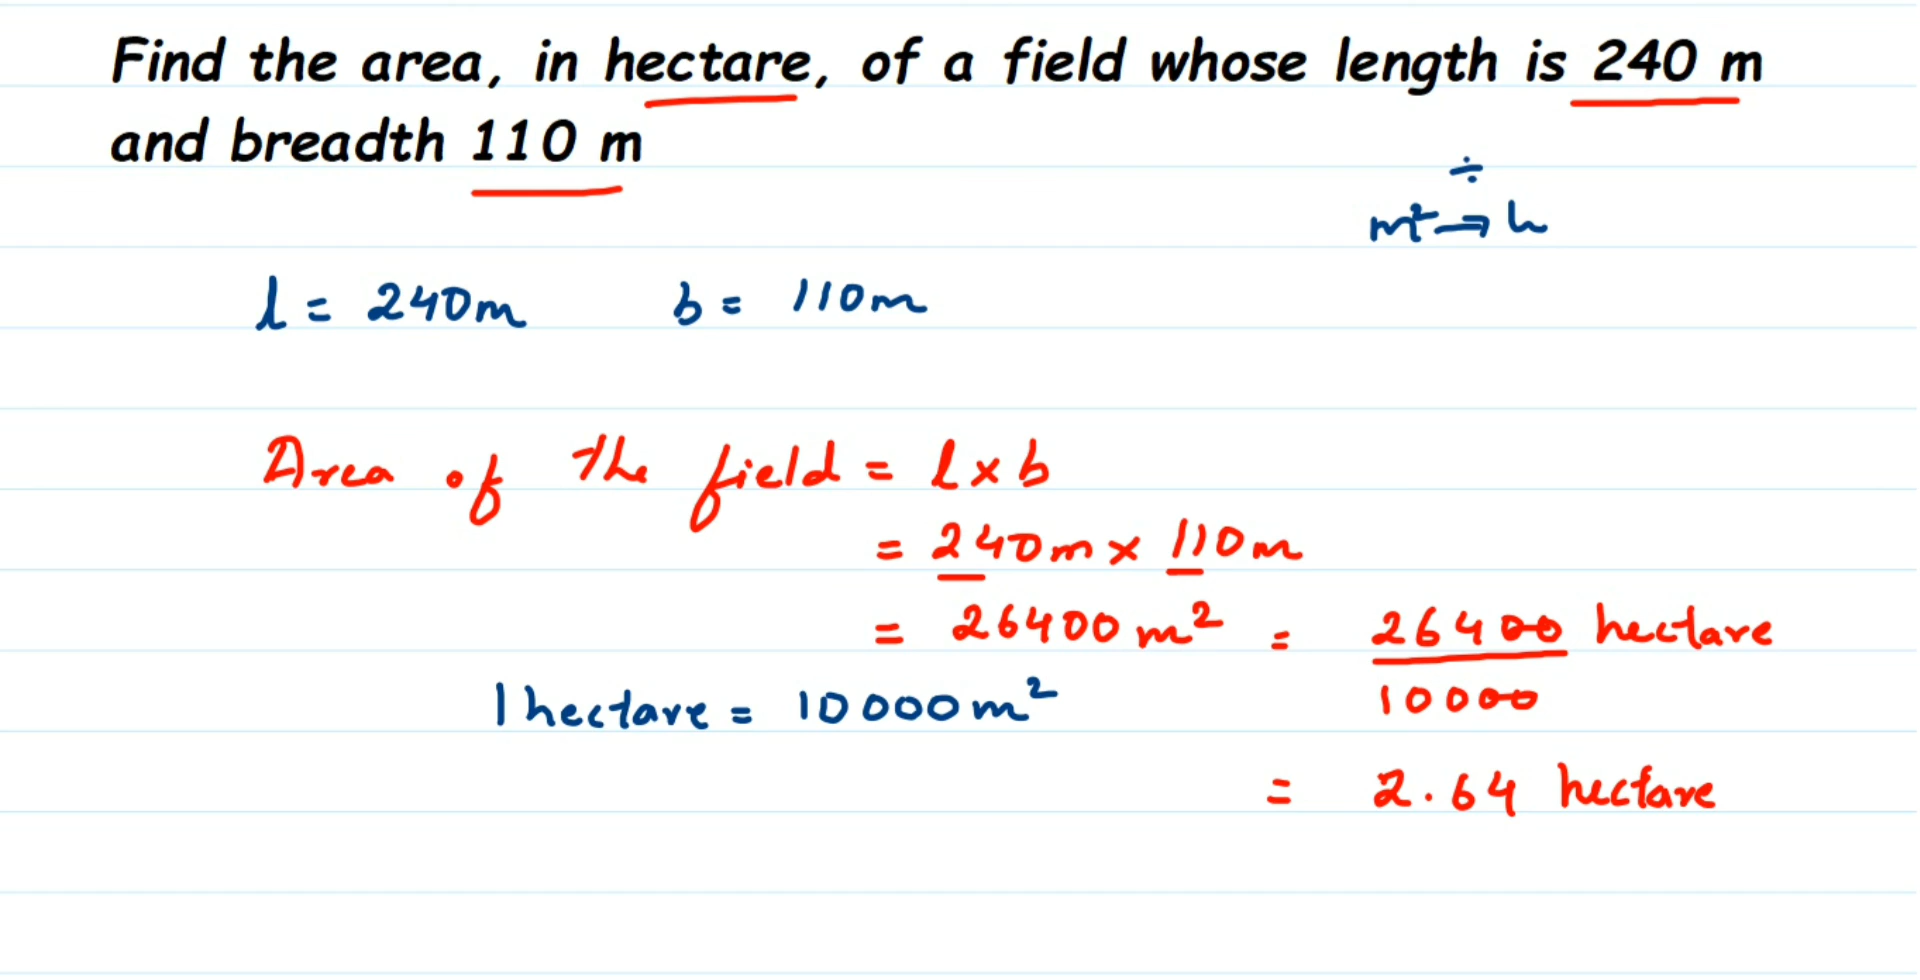 Find the area, in hectare, of a field whose length is 240 m
and breadth 110 m
÷
m² → h
l = 240m b = 110m
Area of the field = l × b
= 240m × 110m
= 26400 m² = 26400 hectare
10000
1 hectare = 10000 m²
= 2.64 hectare